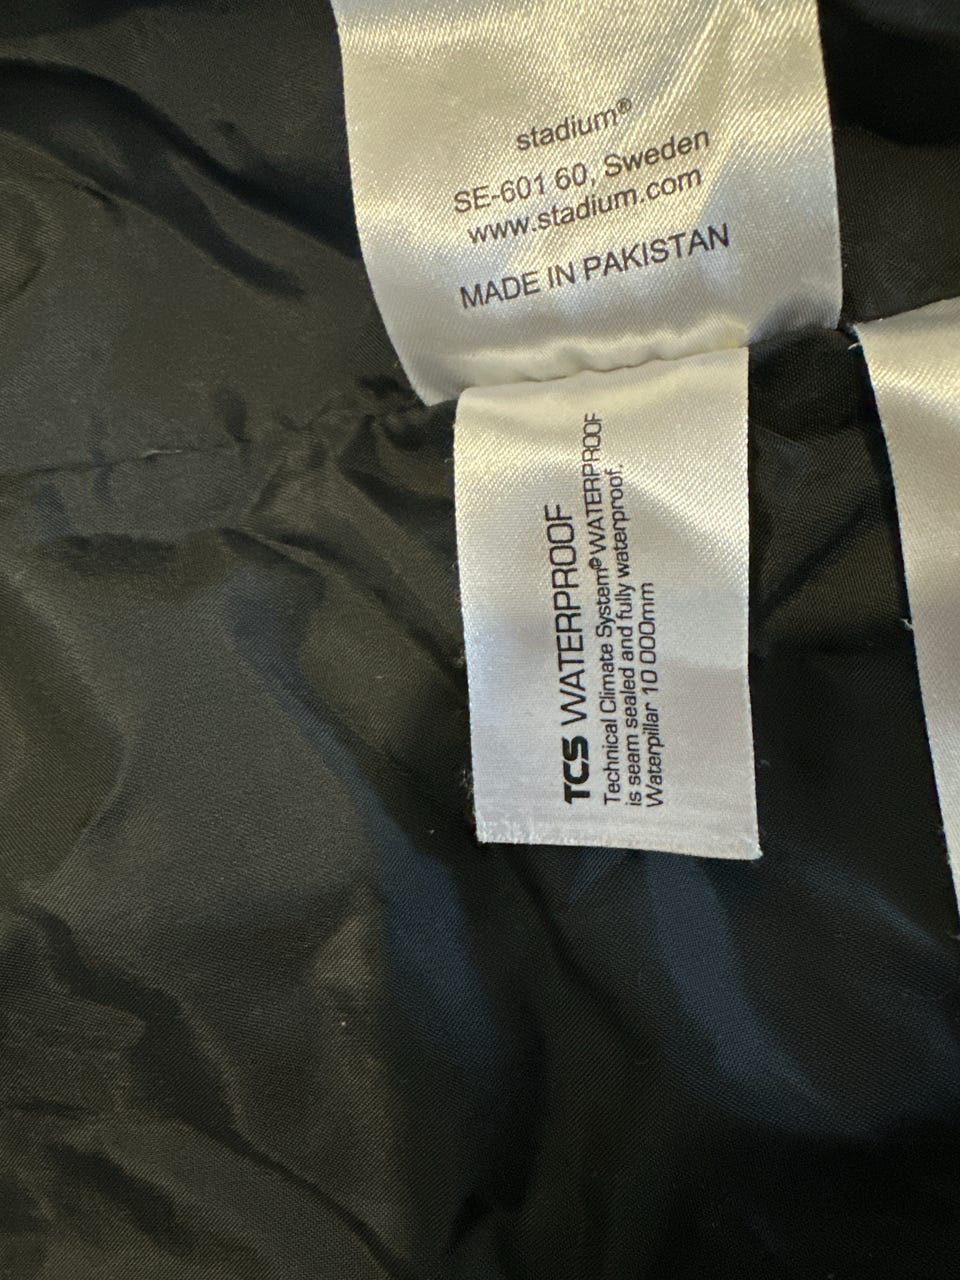 stadium®
SE-601 60, Sweden
www.stadium.com
MADE IN PAKISTAN
TCS WATERPROOF
Technical Climate System® WATERPROOF
is seam sealed and fully waterproof.
Waterpillar 10 000mm